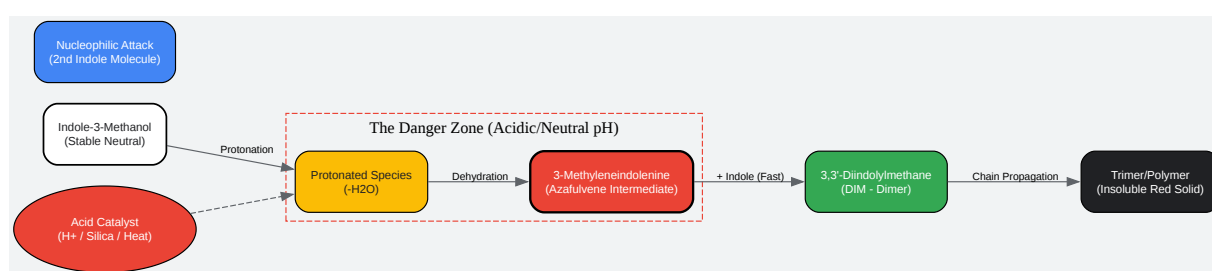 Nucleophilic Attack
(2nd Indole Molecule)
Indole-3-Methanol
(Stable Neutral)
Acid Catalyst
(H+ / Silica / Heat)
Protonation
The Danger Zone (Acidic/Neutral pH)
Protonated Species
(-H2O)
Dehydration
3-Methyleneindolenine
(Azafulvene Intermediate)
+ Indole (Fast)
3,3'-Diindolylmethane
(DIM - Dimer)
Chain Propagation
Trimer/Polymer
(Insoluble Red Solid)